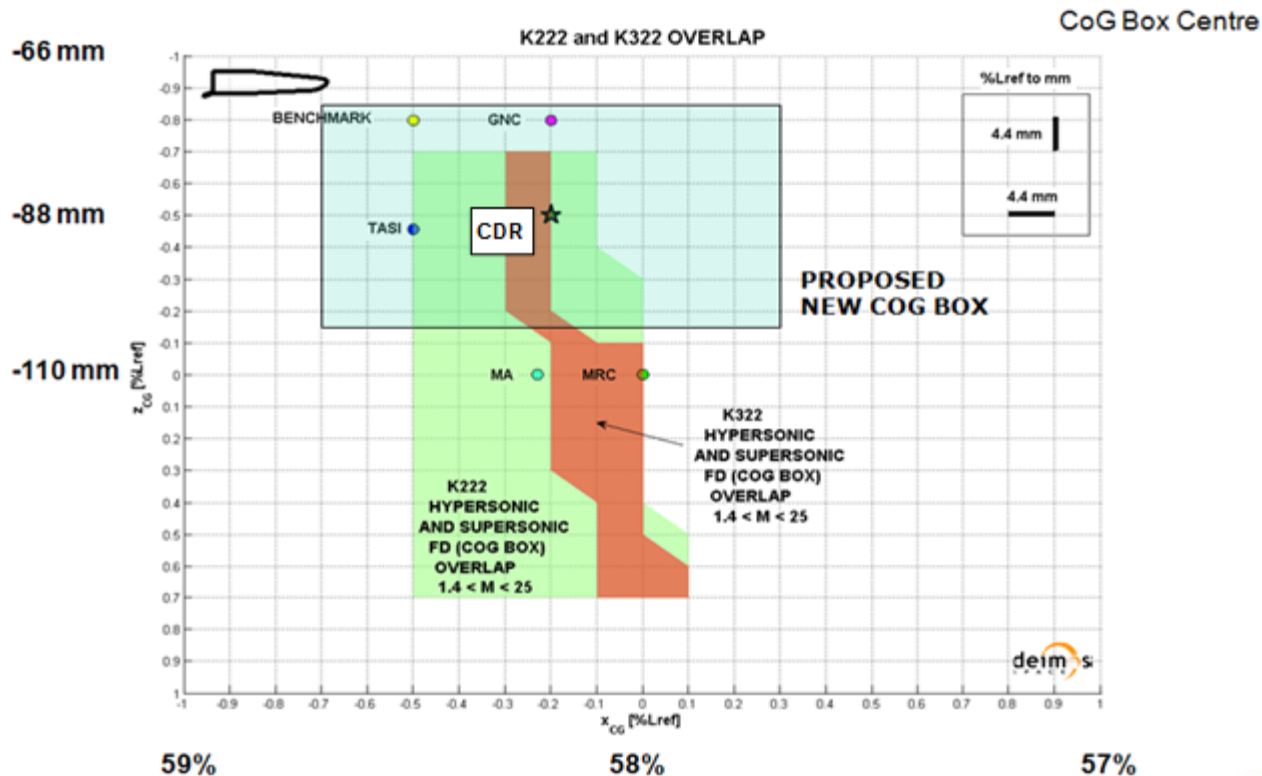 CoG Box Centre
-66 mm
K222 and K322 OVERLAP
%Lref to mm
4.4 mm
4.4 mm
BENCHMARK
GNC
-88 mm
TASI
CDR
PROPOSED
NEW COG BOX
-110 mm
MA
MRC
K322
HYPERSONIC
AND SUPERSONIC
FD (COG BOX)
OVERLAP
1.4 < M < 25
K222
HYPERSONIC
AND SUPERSONIC
FD (COG BOX)
OVERLAP
1.4 < M < 25
z_CG [%Lref]
-1
-0.9
-0.8
-0.7
-0.6
-0.5
-0.4
-0.3
-0.2
-0.1
0
0.1
0.2
0.3
0.4
0.5
0.6
0.7
0.8
0.9
1
deimos
SPACE
-1 -0.9 -0.8 -0.7 -0.6 -0.5 -0.4 -0.3 -0.2 -0.1 0 0.1 0.2 0.3 0.4 0.5 0.6 0.7 0.8 0.9 1
x_CG [%Lref]
59% 58% 57%